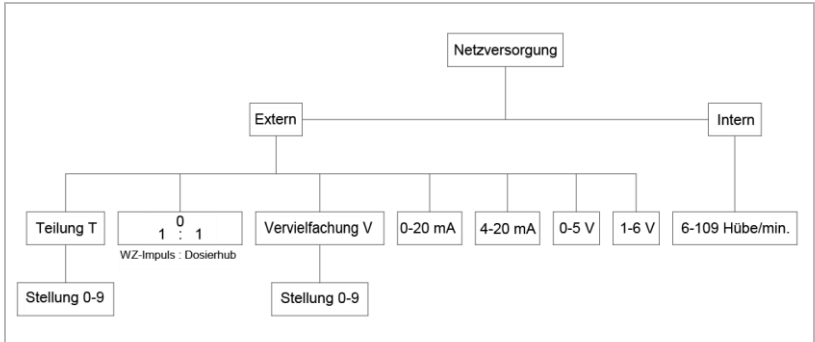 Netzversorgung
Extern
Intern
Teilung T
0
1 : 1
WZ-Impuls : Dosierhub
Vervielfachung V
0-20 mA
4-20 mA
0-5 V
1-6 V
6-109 Hübe/min.
Stellung 0-9
Stellung 0-9